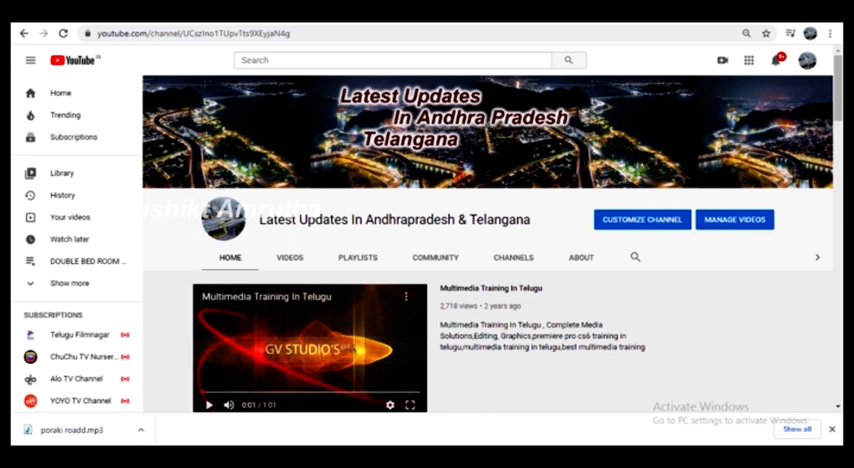 youtube.com/channel/UCszIno1TUpvTts9XEyjaN4g
YouTube IN
Search
9+
Home
Trending
Subscriptions
Library
History
Your videos
Watch later
DOUBLE BED ROOM ...
Show more
SUBSCRIPTIONS
Telugu Filmnagar
ChuChu TV Nurser...
Alo TV Channel
YOYO TV Channel
Latest Updates
In Andhra Pradesh
Telangana
ishikt Amrutha
Latest Updates In Andhrapradesh & Telangana
CUSTOMIZE CHANNEL
MANAGE VIDEOS
HOME VIDEOS PLAYLISTS COMMUNITY CHANNELS ABOUT
Multimedia Training In Telugu
GV STUDIO'S
0:01 / 1:01
Multimedia Training In Telugu
2,718 views • 2 years ago
Multimedia Training In Telugu , Complete Media
Solutions,Editing, Graphics,premiere pro cs6 training in
telugu,multimedia training in telugu,best multimedia training
Activate Windows
Go to PC settings to activate Windows.
poraki roadd.mp3
Show all